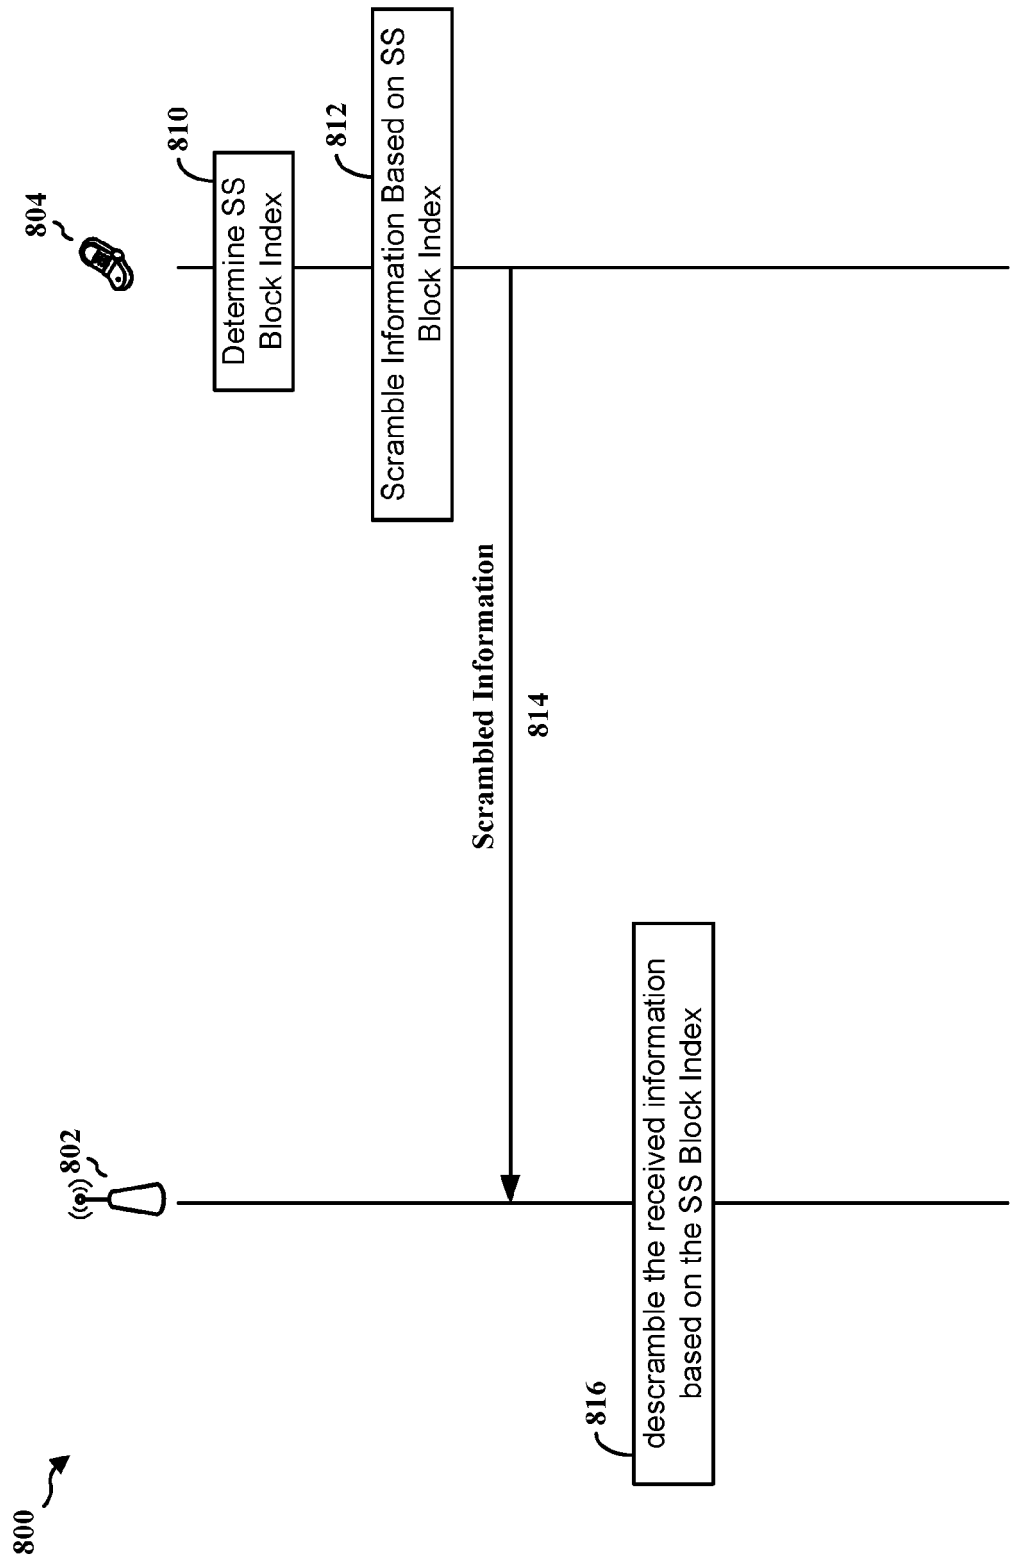 800
802
804
Determine SS
Block Index
810
Scramble Information Based on SS
Block Index
812
Scrambled Information
814
816
descramble the received information
based on the SS Block Index